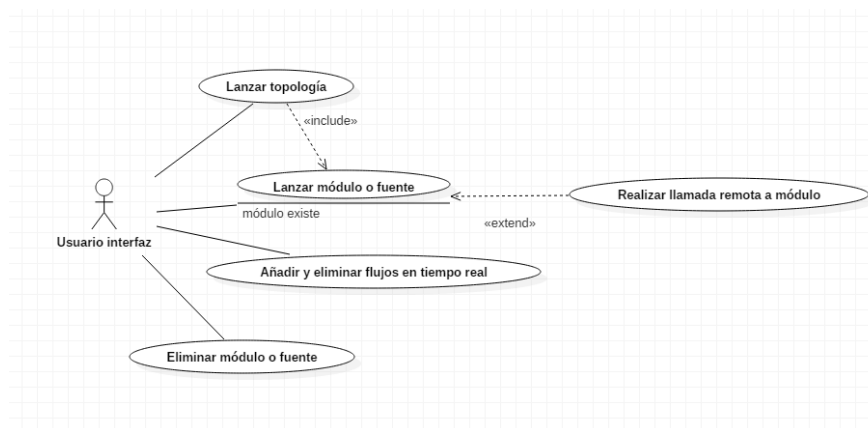 Lanzar topología
«include»
Lanzar módulo o fuente
Realizar llamada remota a módulo
módulo existe
«extend»
Usuario interfaz
Añadir y eliminar flujos en tiempo real
Eliminar módulo o fuente